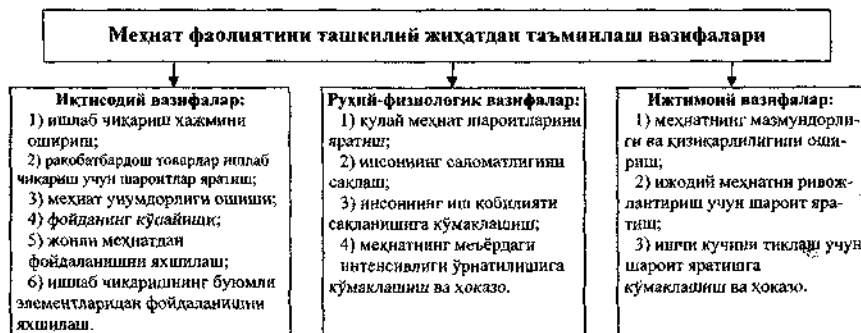 Меҳнат фаолиятини ташкилий жиҳатдан таъминлаш вазифалари
Иқтисодий вазифалар:
1) ишлаб чиқариш ҳажмини
ошириш;
2) рақобатбардош товарлар ишлаб
чиқариш учун шароитлар яратиш;
3) меҳнат унумдорлиги ошиши;
4) фойданинг кўпайиши;
5) жонли меҳнатдан
фойдаланишни яхшилаш;
6) ишлаб чиқаришнинг буюмли
элементларидан фойдаланишни
яхшилаш.
Руҳий-физиологик вазифалар:
1) қулай меҳнат шароитларини
яратиш;
2) инсоннинг саломатлигини
сақлаш;
3) инсоннинг иш қобилияти
сақланишига кўмаклашиш;
4) меҳнатнинг меъёрдаги
интенсивлиги ўрнатилишига
кўмаклашиш ва ҳоказо.
Ижтимоий вазифалар:
1) меҳнатнинг мазмундорли-
ги ва қизиқарлилигини оши-
риш;
2) ижодий меҳнатни ривож-
лантириш учун шароит яра-
тиш;
3) ишчи кучини тиклаш учун
шароит яратишга
кўмаклашиш ва ҳоказо.